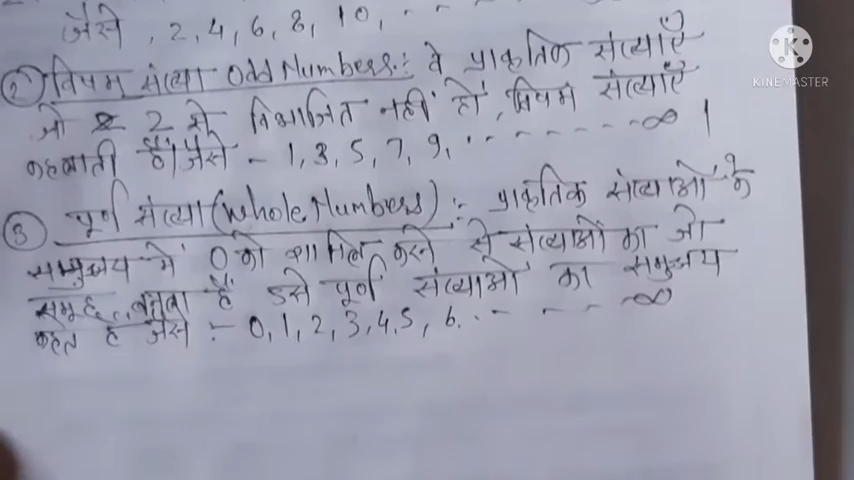 जैसे, 2, 4, 6, 8, 10, - - - -
② विषम संख्या Odd Numbers :- वे प्राकृतिक संख्याएँ
जो 2 से विभाजित नहीं हों, विषम संख्याएँ
कहलाती हैं। जैसे - 1, 3, 5, 7, 9, - - - - - - - ∞ |
③ पूर्ण संख्या (Whole Numbers) :- प्राकृतिक संख्याओं के
समुच्चय में 0 को शामिल करने से संख्याओं का जो
समूह बनता है उसे पूर्ण संख्याओं का समुच्चय
कहते हैं जैसे :- 0, 1, 2, 3, 4, 5, 6, - - - - - ∞
K
KINEMASTER